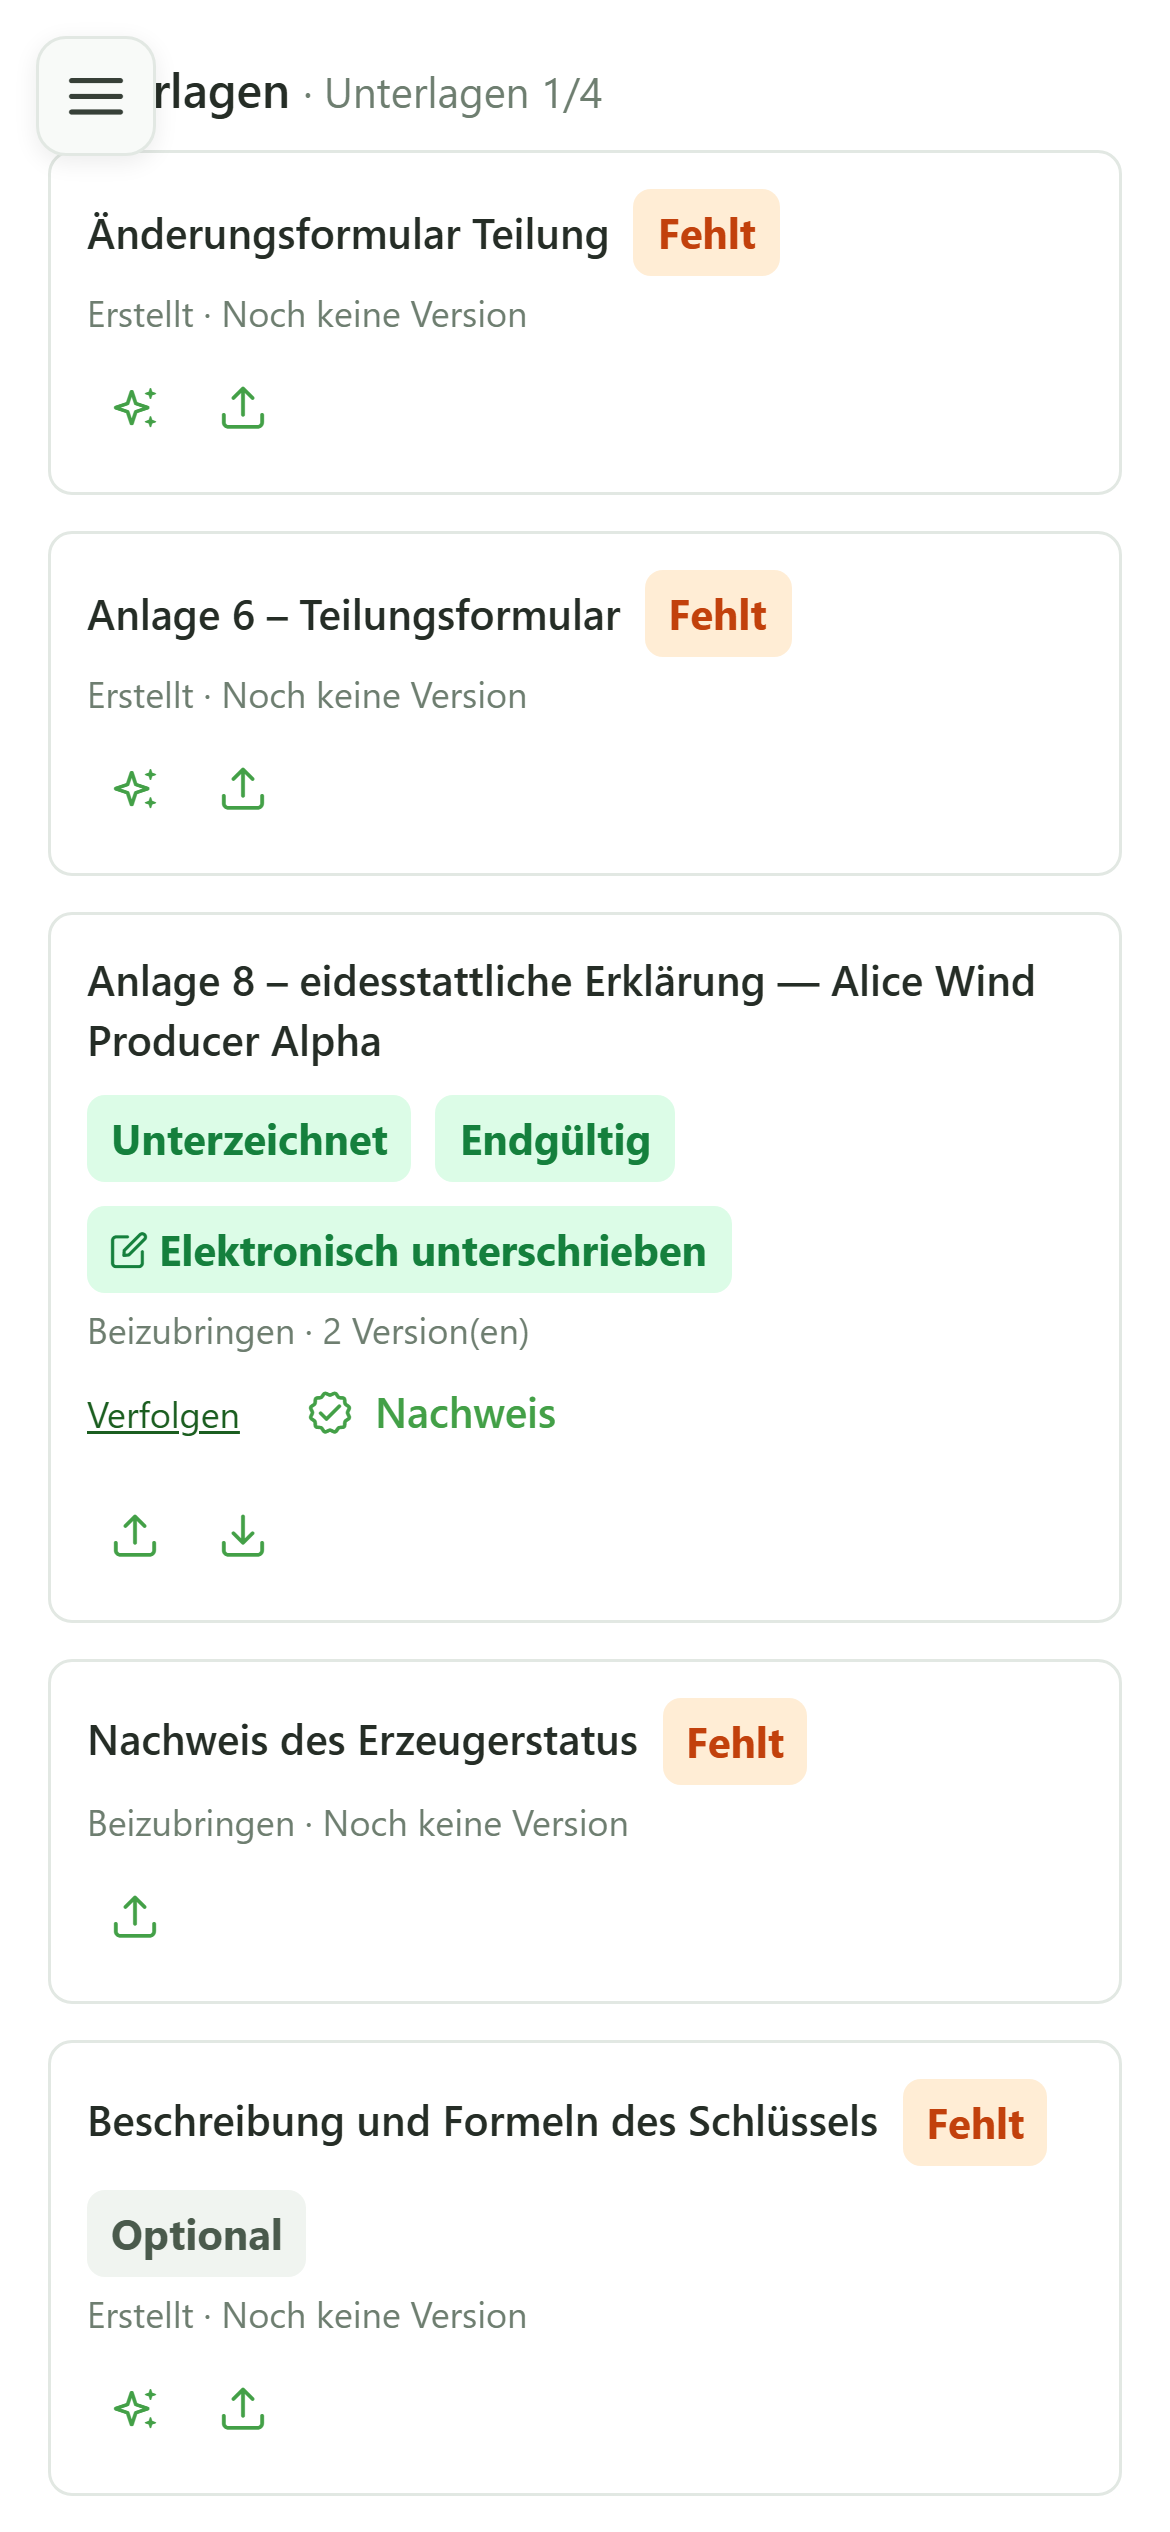 rlagen · Unterlagen 1/4
Änderungsformular Teilung Fehlt
Erstellt · Noch keine Version
Anlage 6 – Teilungsformular Fehlt
Erstellt · Noch keine Version
Anlage 8 – eidesstattliche Erklärung — Alice Wind
Producer Alpha
Unterzeichnet Endgültig
Elektronisch unterschrieben
Beizubringen · 2 Version(en)
Verfolgen Nachweis
Nachweis des Erzeugerstatus Fehlt
Beizubringen · Noch keine Version
Beschreibung und Formeln des Schlüssels Fehlt
Optional
Erstellt · Noch keine Version